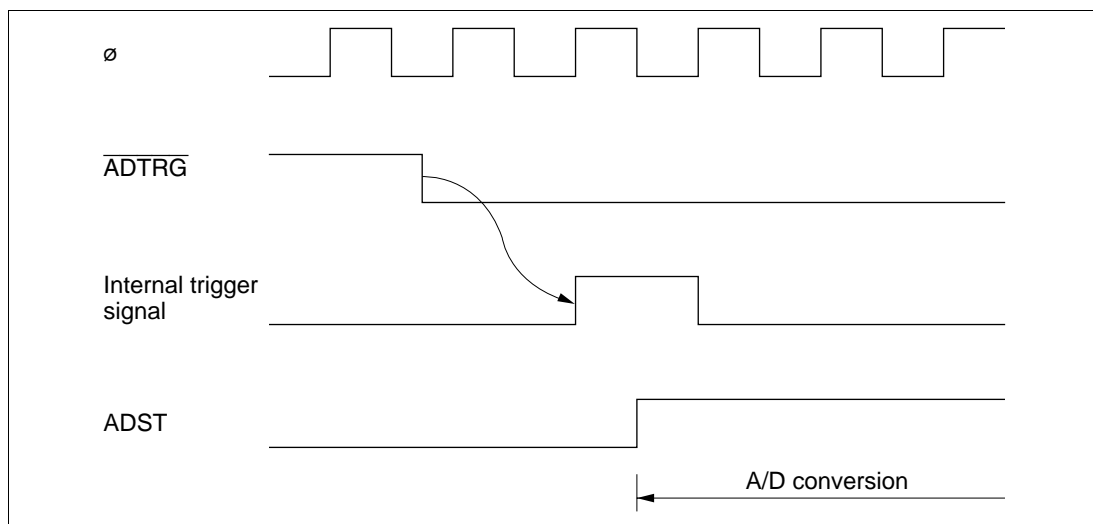 ø
ADTRG
Internal trigger
signal
ADST
A/D conversion